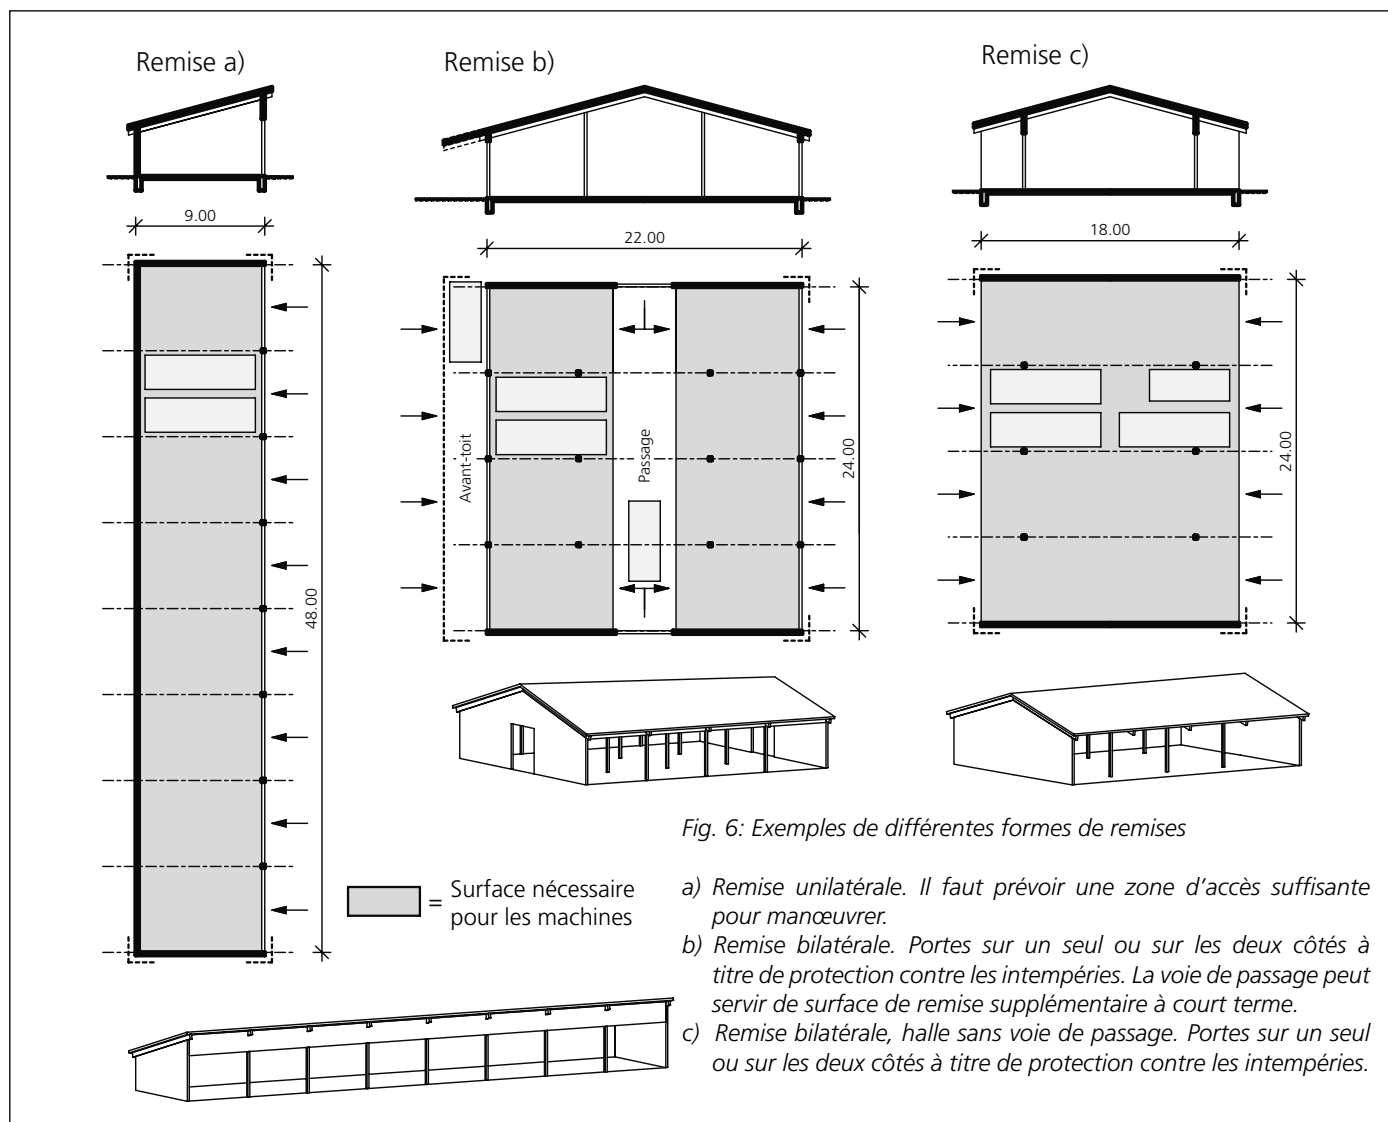 Remise a)
Remise b)
Remise c)
9.00
22.00
18.00
48.00
Avant-toit
Passage
24.00
24.00
= Surface nécessaire
pour les machines
Fig. 6: Exemples de différentes formes de remises
a) Remise unilatérale. Il faut prévoir une zone d’accès suffisante
pour manœuvrer.
b) Remise bilatérale. Portes sur un seul ou sur les deux côtés à
titre de protection contre les intempéries. La voie de passage peut
servir de surface de remise supplémentaire à court terme.
c) Remise bilatérale, halle sans voie de passage. Portes sur un seul
ou sur les deux côtés à titre de protection contre les intempéries.